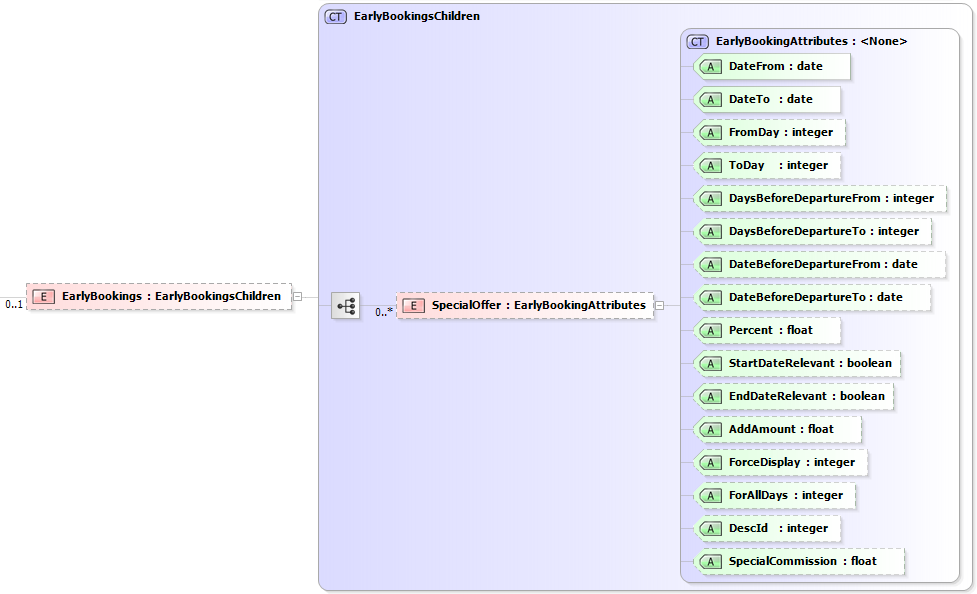 CT EarlyBookingsChildren
CT EarlyBookingAttributes : <None>
A DateFrom : date
A DateTo : date
A FromDay : integer
A ToDay : integer
A DaysBeforeDepartureFrom : integer
A DaysBeforeDepartureTo : integer
A DateBeforeDepartureFrom : date
0..1 E EarlyBookings : EarlyBookingsChildren
0..* E SpecialOffer : EarlyBookingAttributes
A DateBeforeDepartureTo : date
A Percent : float
A StartDateRelevant : boolean
A EndDateRelevant : boolean
A AddAmount : float
A ForceDisplay : integer
A ForAllDays : integer
A DescId : integer
A SpecialCommission : float